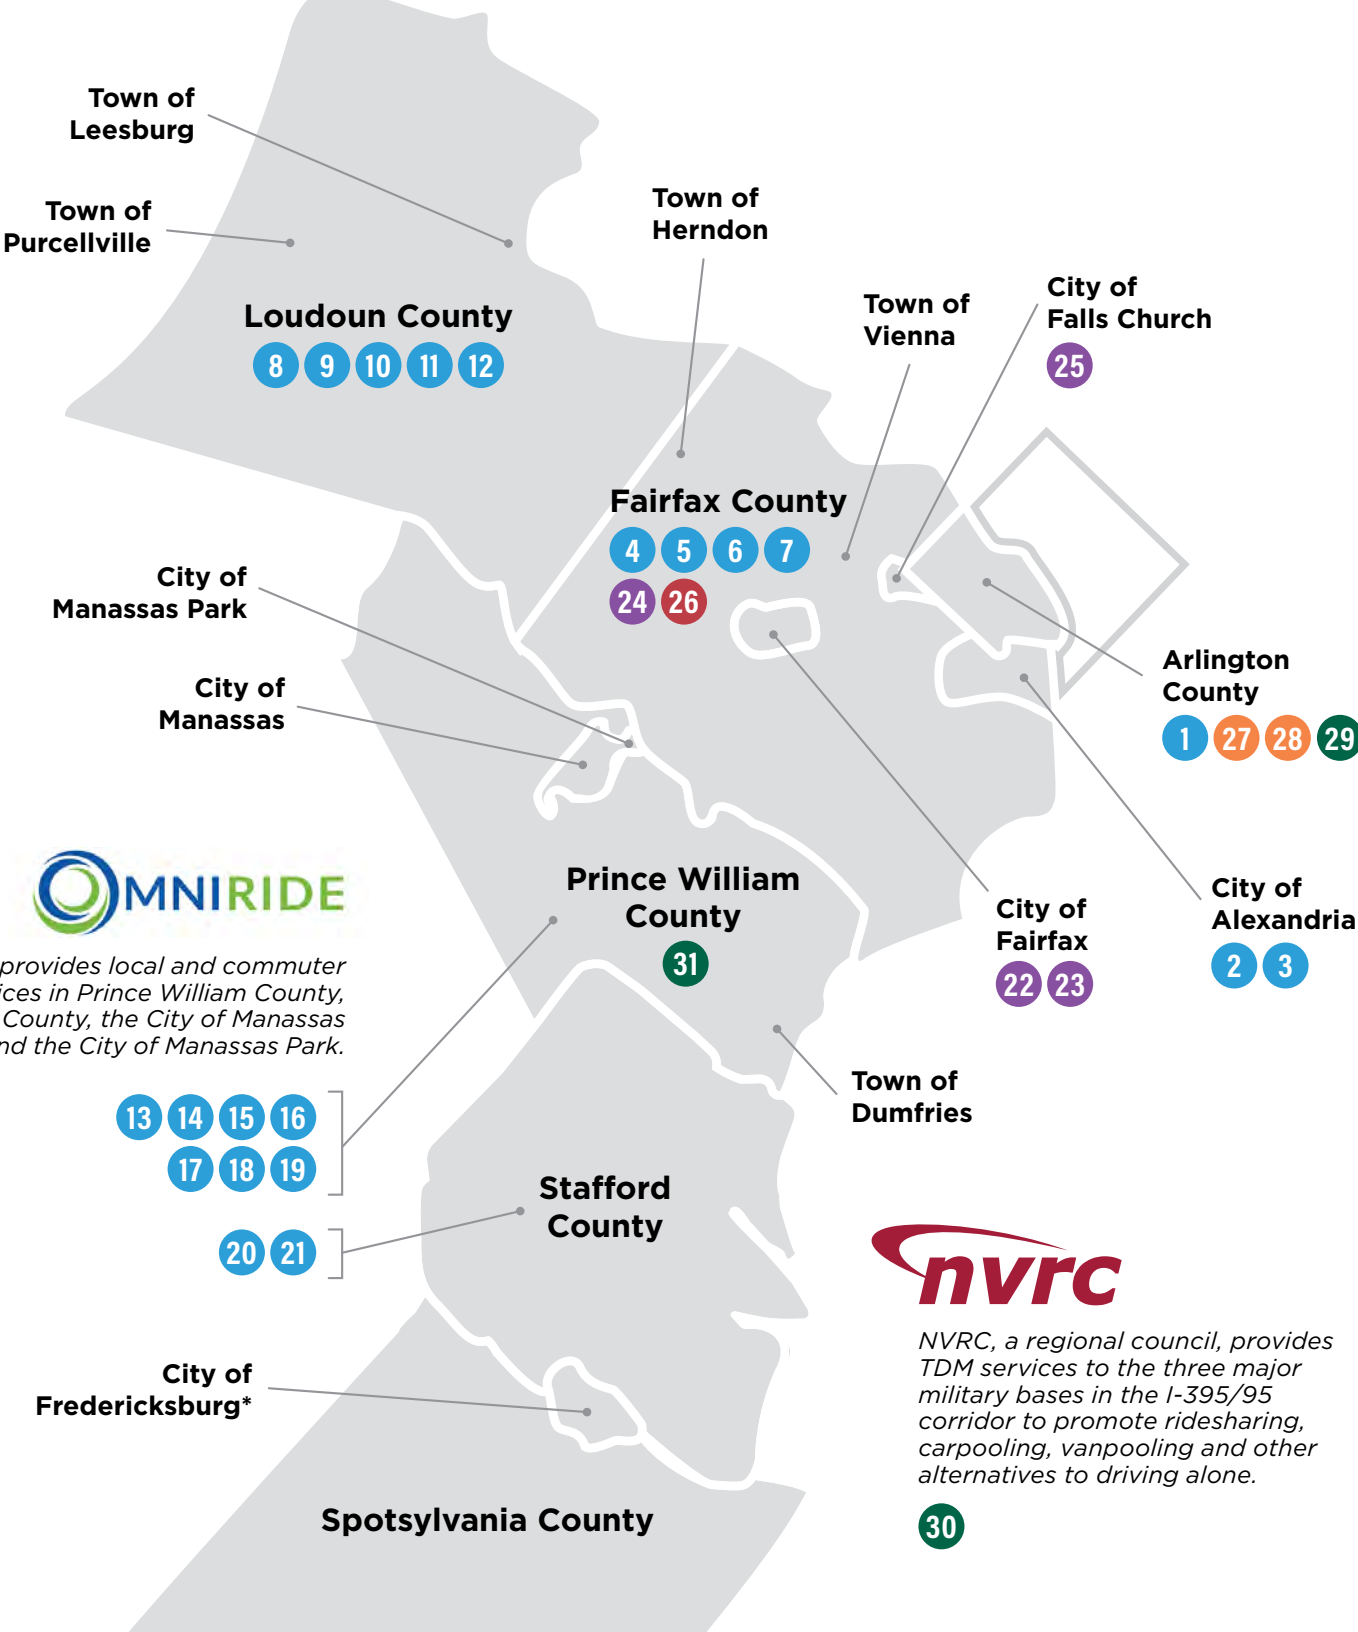 Town of
Leesburg
Town of
Purcellville
Town of
Herndon
City of
Falls Church
25
Town of
Vienna
Loudoun County
8 9 10 11 12
Fairfax County
4 5 6 7
24 26
City of
Manassas Park
City of
Manassas
Arlington
County
1 27 28 29
OMNIRIDE
provides local and commuter
in Prince William County,
County, the City of Manassas
the City of Manassas Park.
Prince William
County
31
City of
Fairfax
22 23
City of
Alexandria
2 3
Town of
Dumfries
13 14 15 16
17 18 19
20 21
Stafford
County
nvrc
NVRC, a regional council, provides
TDM services to the three major
military bases in the I-395/95
corridor to promote ridesharing,
carpooling, vanpooling and other
alternatives to driving alone.
30
City of
Fredericksburg*
Spotsylvania County